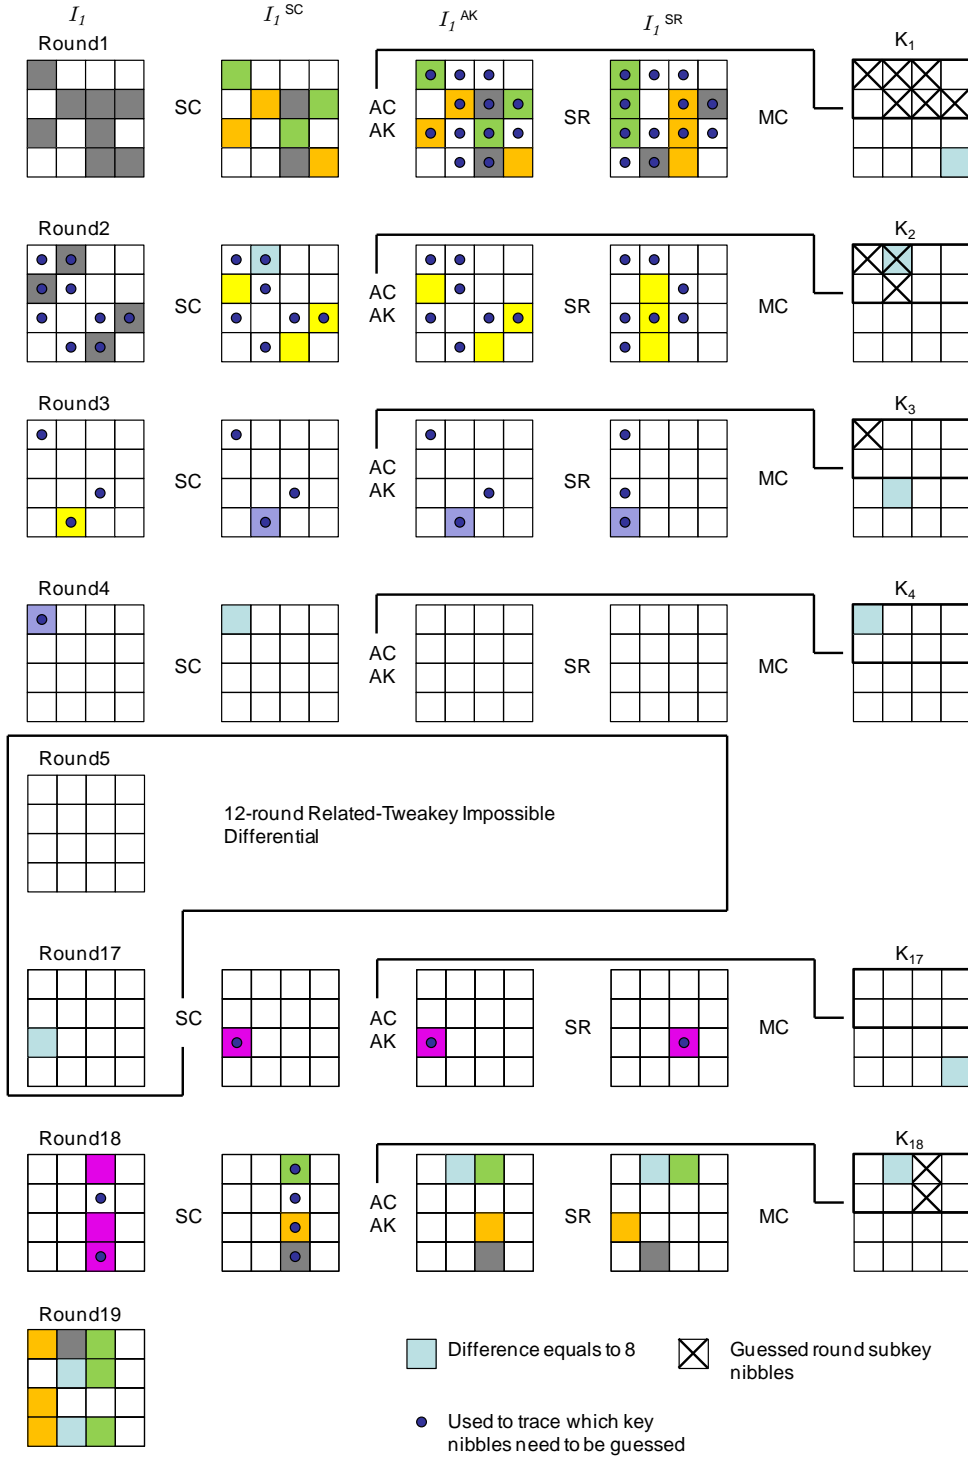 I₁ I₁ˢᶜ I₁ᴬᴷ I₁ˢᴿ
Round1 K₁
SC AC AK SR MC
Round2 K₂
SC AC AK SR MC
Round3 K₃
SC AC AK SR MC
Round4 K₄
SC AC AK SR MC
Round5
12-round Related-Tweakey Impossible
Differential
Round17 K₁₇
SC AC AK SR MC
Round18 K₁₈
SC AC AK SR MC
Round19
Difference equals to 8
Guessed round subkey
nibbles
Used to trace which key
nibbles need to be guessed